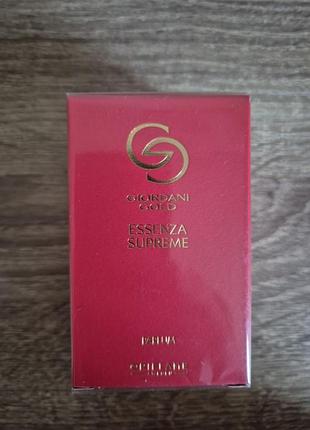 GIORDANI
GOLD
ESSENZA
SUPREME
PARFUM
ORIFLAME